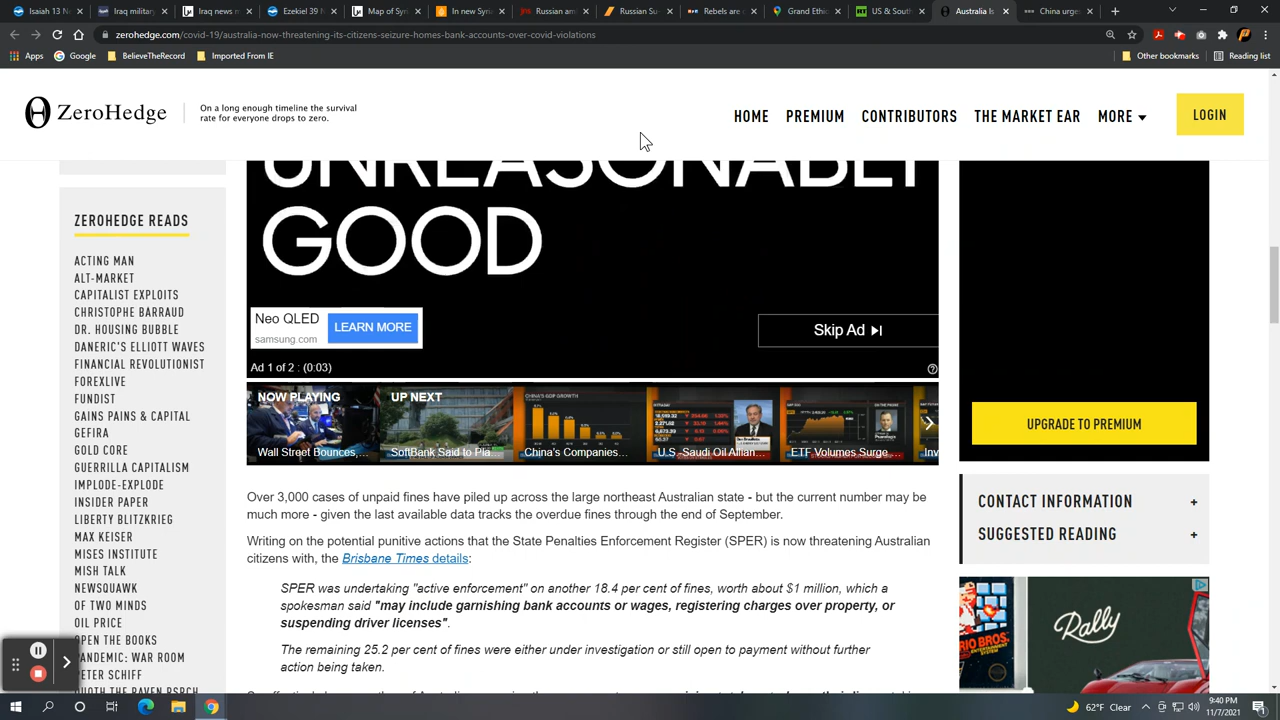 Isaiah 13 N
Iraq news m
US military
Iraq new m
Ezekiel 39 N
Map of Syr
In new Syri
Russian am
Russian Su
Rebels are
Grand Ethi
US & South
Australia Is
China urge
zerohedge.com/covid-19/australia-now-threatening-its-citizens-seizure-homes-bank-accounts-over-covid-violations
Apps
Google
BelieveTheRecord
Imported From IE
Other bookmarks
Reading list
ZeroHedge
On a long enough timeline the survival
rate for everyone drops to zero.
HOME
PREMIUM
CONTRIBUTORS
THE MARKET EAR
MORE
LOGIN
UNREASONABLY
GOOD
Neo QLED
samsung.com
LEARN MORE
Skip Ad
Ad 1 of 2 : (0:03)
NOW PLAYING
Wall Street Bounces,...
UP NEXT
SoftBank Said to Pla...
CHINA'S GDP GROWTH
China's Companies...
U.S.-Saudi Oil Allian...
ETF Volumes Surge...
Inv
ZEROHEDGE READS
ACTING MAN
ALT-MARKET
CAPITALIST EXPLOITS
CHRISTOPHE BARRAUD
DR. HOUSING BUBBLE
DANERIC'S ELLIOTT WAVES
FINANCIAL REVOLUTIONIST
FOREXLIVE
FUNDIST
GAINS PAINS & CAPITAL
GEFIRA
GOLD CORE
GUERRILLA CAPITALISM
IMPLODE-EXPLODE
INSIDER PAPER
LIBERTY BLITZKRIEG
MAX KEISER
MISES INSTITUTE
MISH TALK
NEWSQUAWK
OF TWO MINDS
OIL PRICE
OPEN THE BOOKS
PANDEMIC: WAR ROOM
PETER SCHIFF
QUOTH THE RAVEN RSRCH
Over 3,000 cases of unpaid fines have piled up across the large northeast Australian state - but the current number may be
much more - given the last available data tracks the overdue fines through the end of September.
Writing on the potential punitive actions that the State Penalties Enforcement Register (SPER) is now threatening Australian
citizens with, the Brisbane Times details:
SPER was undertaking "active enforcement" on another 18.4 per cent of fines, worth about $1 million, which a
spokesman said "may include garnishing bank accounts or wages, registering charges over property, or
suspending driver licenses".
The remaining 25.2 per cent of fines were either under investigation or still open to payment without further
action being taken.
UPGRADE TO PREMIUM
CONTACT INFORMATION +
SUGGESTED READING +
Rally
62°F Clear
9:40 PM
11/7/2021